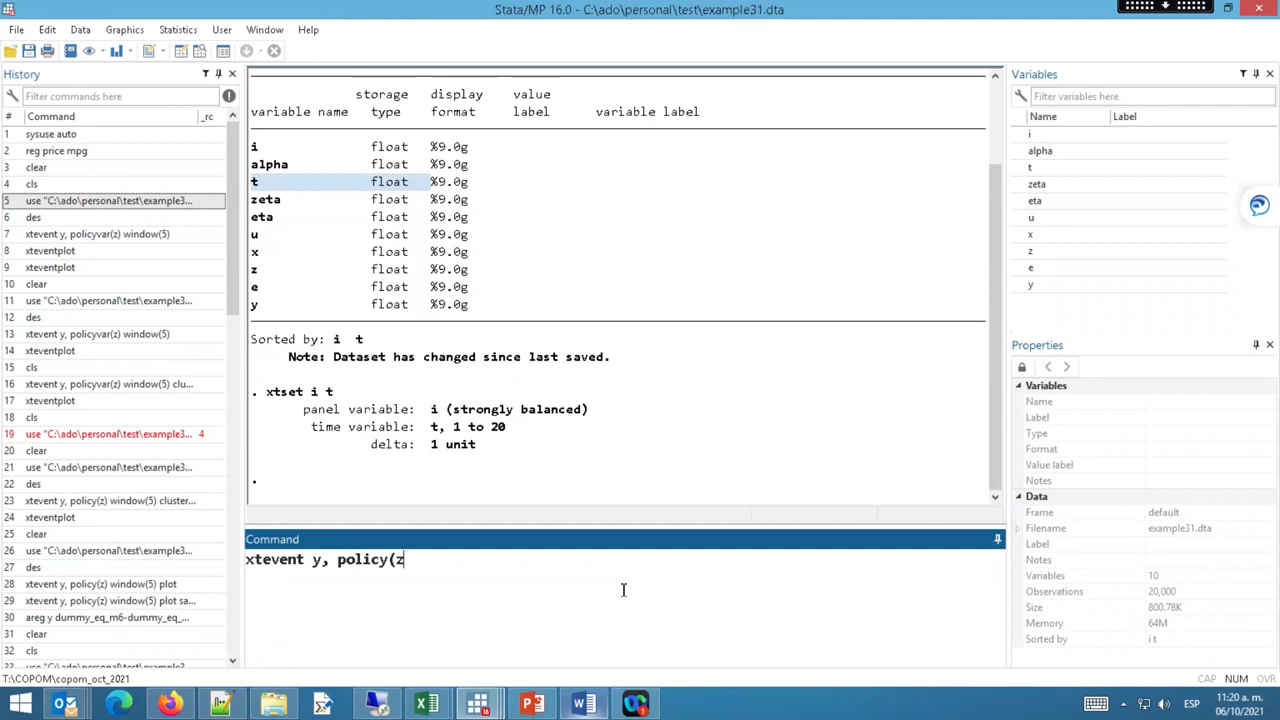 Stata/MP 16.0 - C:\ado\personal\test\example31.dta
File Edit Data Graphics Statistics User Window Help
History
Filter commands here
# Command _rc
1 sysuse auto
2 reg price mpg
3 clear
4 cls
5 use "C:\ado\personal\test\example3...
6 des
7 xtevent y, policyvar(z) window(5)
8 xteventplot
9 xteventplot
10 clear
11 use "C:\ado\personal\test\example3...
12 des
13 xtevent y, policyvar(z) window(5)
14 xteventplot
15 cls
16 xtevent y, policyvar(z) window(5) clu...
17 xteventplot
18 cls
19 use "C:\ado\personal\test\example3... 4
20 clear
21 use "C:\ado\personal\test\example3...
22 des
23 xtevent y, policy(z) window(5) cluster...
24 xteventplot
25 clear
26 use "C:\ado\personal\test\example3...
27 des
28 xtevent y, policy(z) window(5) plot
29 xtevent y, policy(z) window(5) plot sa...
30 areg y dummy_eq_m6-dummy_eq_...
31 clear
32 cls
33 use "C:\ado\personal\test\example3...
storage display value
variable name type format label variable label
i float %9.0g
alpha float %9.0g
t float %9.0g
zeta float %9.0g
eta float %9.0g
u float %9.0g
x float %9.0g
z float %9.0g
e float %9.0g
y float %9.0g
Sorted by: i t
Note: Dataset has changed since last saved.
. xtset i t
panel variable: i (strongly balanced)
time variable: t, 1 to 20
delta: 1 unit
.
Command
xtevent y, policy(z
Variables
Filter variables here
Name Label
i
alpha
t
zeta
eta
u
x
z
e
y
Properties
Variables
Name
Label
Type
Format
Value label
Notes
Data
Frame default
Filename example31.dta
Label
Notes
Variables 10
Observations 20,000
Size 800.78K
Memory 64M
Sorted by i t
T:\COPOM\copom_oct_2021
CAP NUM OVR
ESP
11:20 a. m.
06/10/2021